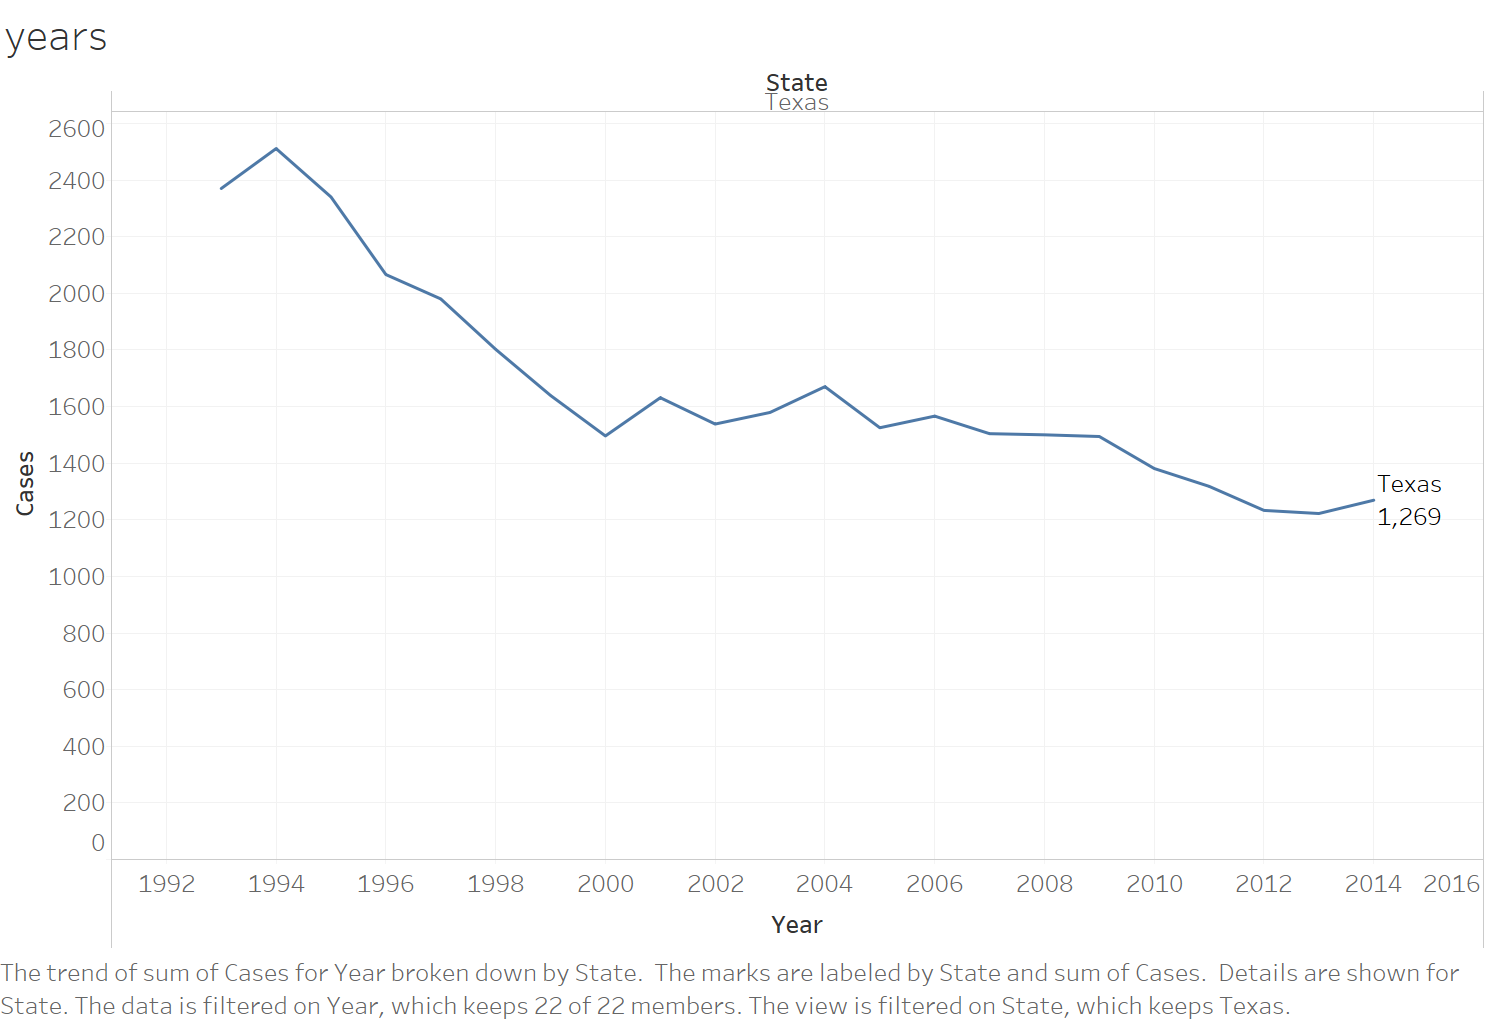 years
State
Texas
2600
2400
2200
2000
1800
1600
1400
1200
1000
800
600
400
200
0
Cases
Texas
1,269
1992 1994 1996 1998 2000 2002 2004 2006 2008 2010 2012 2014 2016
Year
The trend of sum of Cases for Year broken down by State.  The marks are labeled by State and sum of Cases.  Details are shown for
State. The data is filtered on Year, which keeps 22 of 22 members. The view is filtered on State, which keeps Texas.